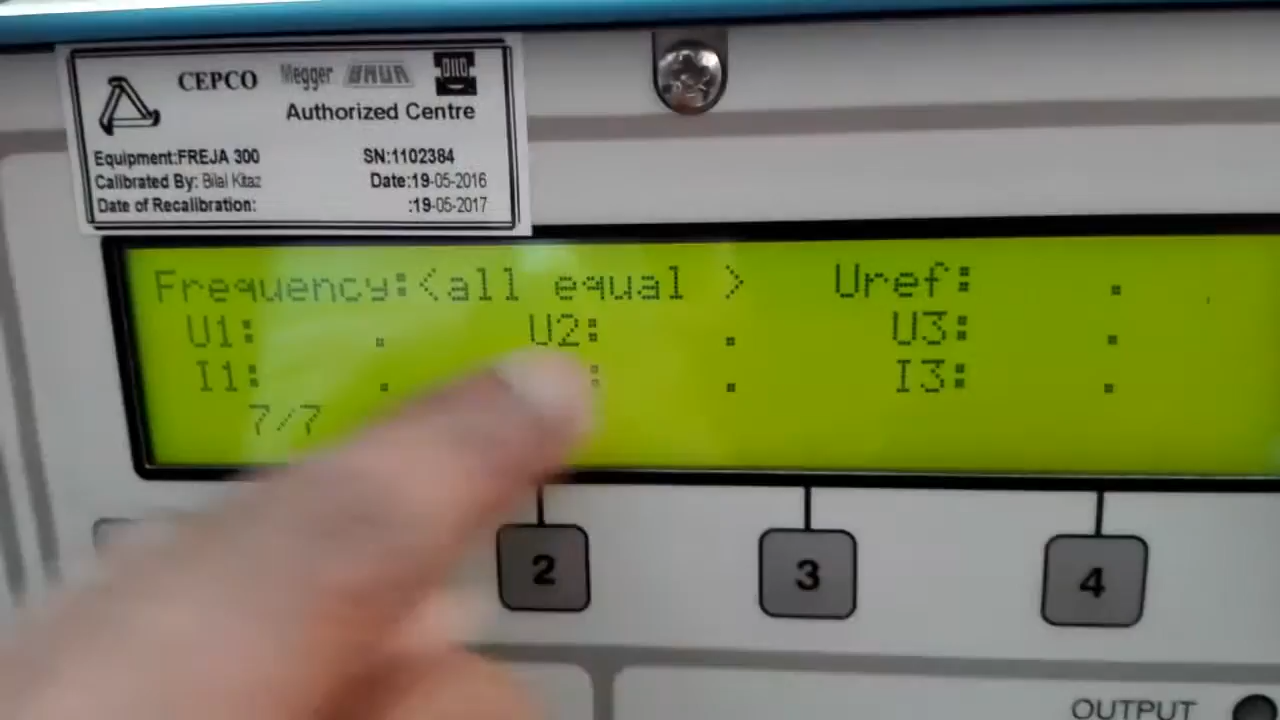 CEPCO Megger BAUR
Authorized Centre
Equipment:FREJA 300 SN:1102384
Calibrated By: Bilal Kitaz Date:19-05-2016
Date of Recalibration: :19-05-2017
Frequency:<all equal > Uref: .
U1: . U2: . U3: .
I1: . : . I3: .
7/7
2 3 4
OUTPUT